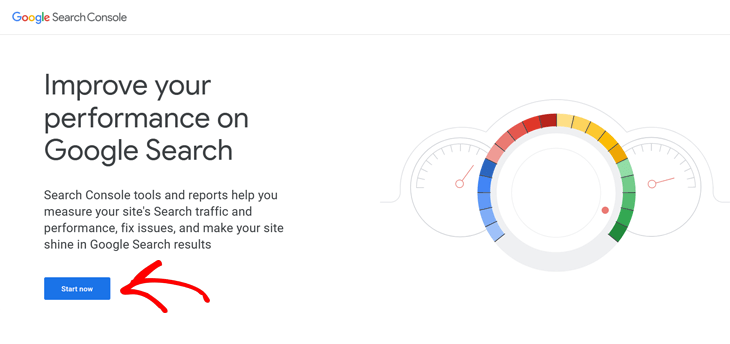 Google Search Console
Improve your
performance on
Google Search
Search Console tools and reports help you
measure your site's Search traffic and
performance, fix issues, and make your site
shine in Google Search results
Start now